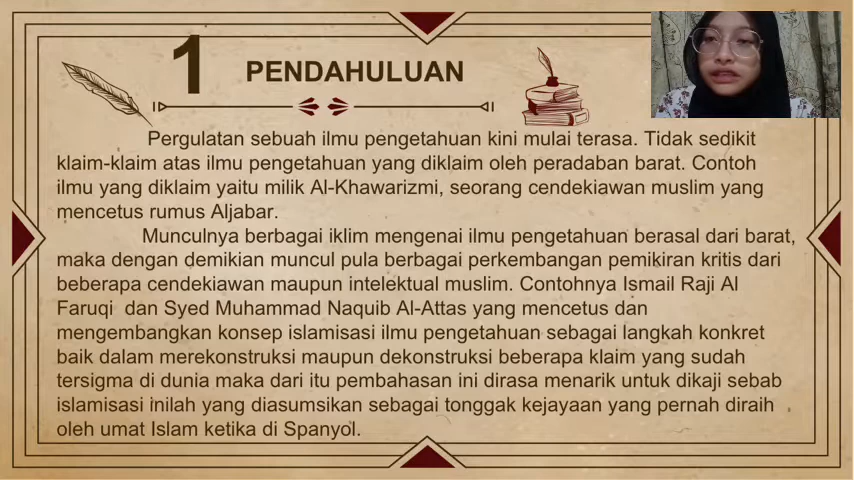 1 PENDAHULUAN
Pergulatan sebuah ilmu pengetahuan kini mulai terasa. Tidak sedikit
klaim-klaim atas ilmu pengetahuan yang diklaim oleh peradaban barat. Contoh
ilmu yang diklaim yaitu milik Al-Khawarizmi, seorang cendekiawan muslim yang
mencetus rumus Aljabar.
Munculnya berbagai iklim mengenai ilmu pengetahuan berasal dari barat,
maka dengan demikian muncul pula berbagai perkembangan pemikiran kritis dari
beberapa cendekiawan maupun intelektual muslim. Contohnya Ismail Raji Al
Faruqi dan Syed Muhammad Naquib Al-Attas yang mencetus dan
mengembangkan konsep islamisasi ilmu pengetahuan sebagai langkah konkret
baik dalam merekonstruksi maupun dekonstruksi beberapa klaim yang sudah
tersigma di dunia maka dari itu pembahasan ini dirasa menarik untuk dikaji sebab
islamisasi inilah yang diasumsikan sebagai tonggak kejayaan yang pernah diraih
oleh umat Islam ketika di Spanyol.